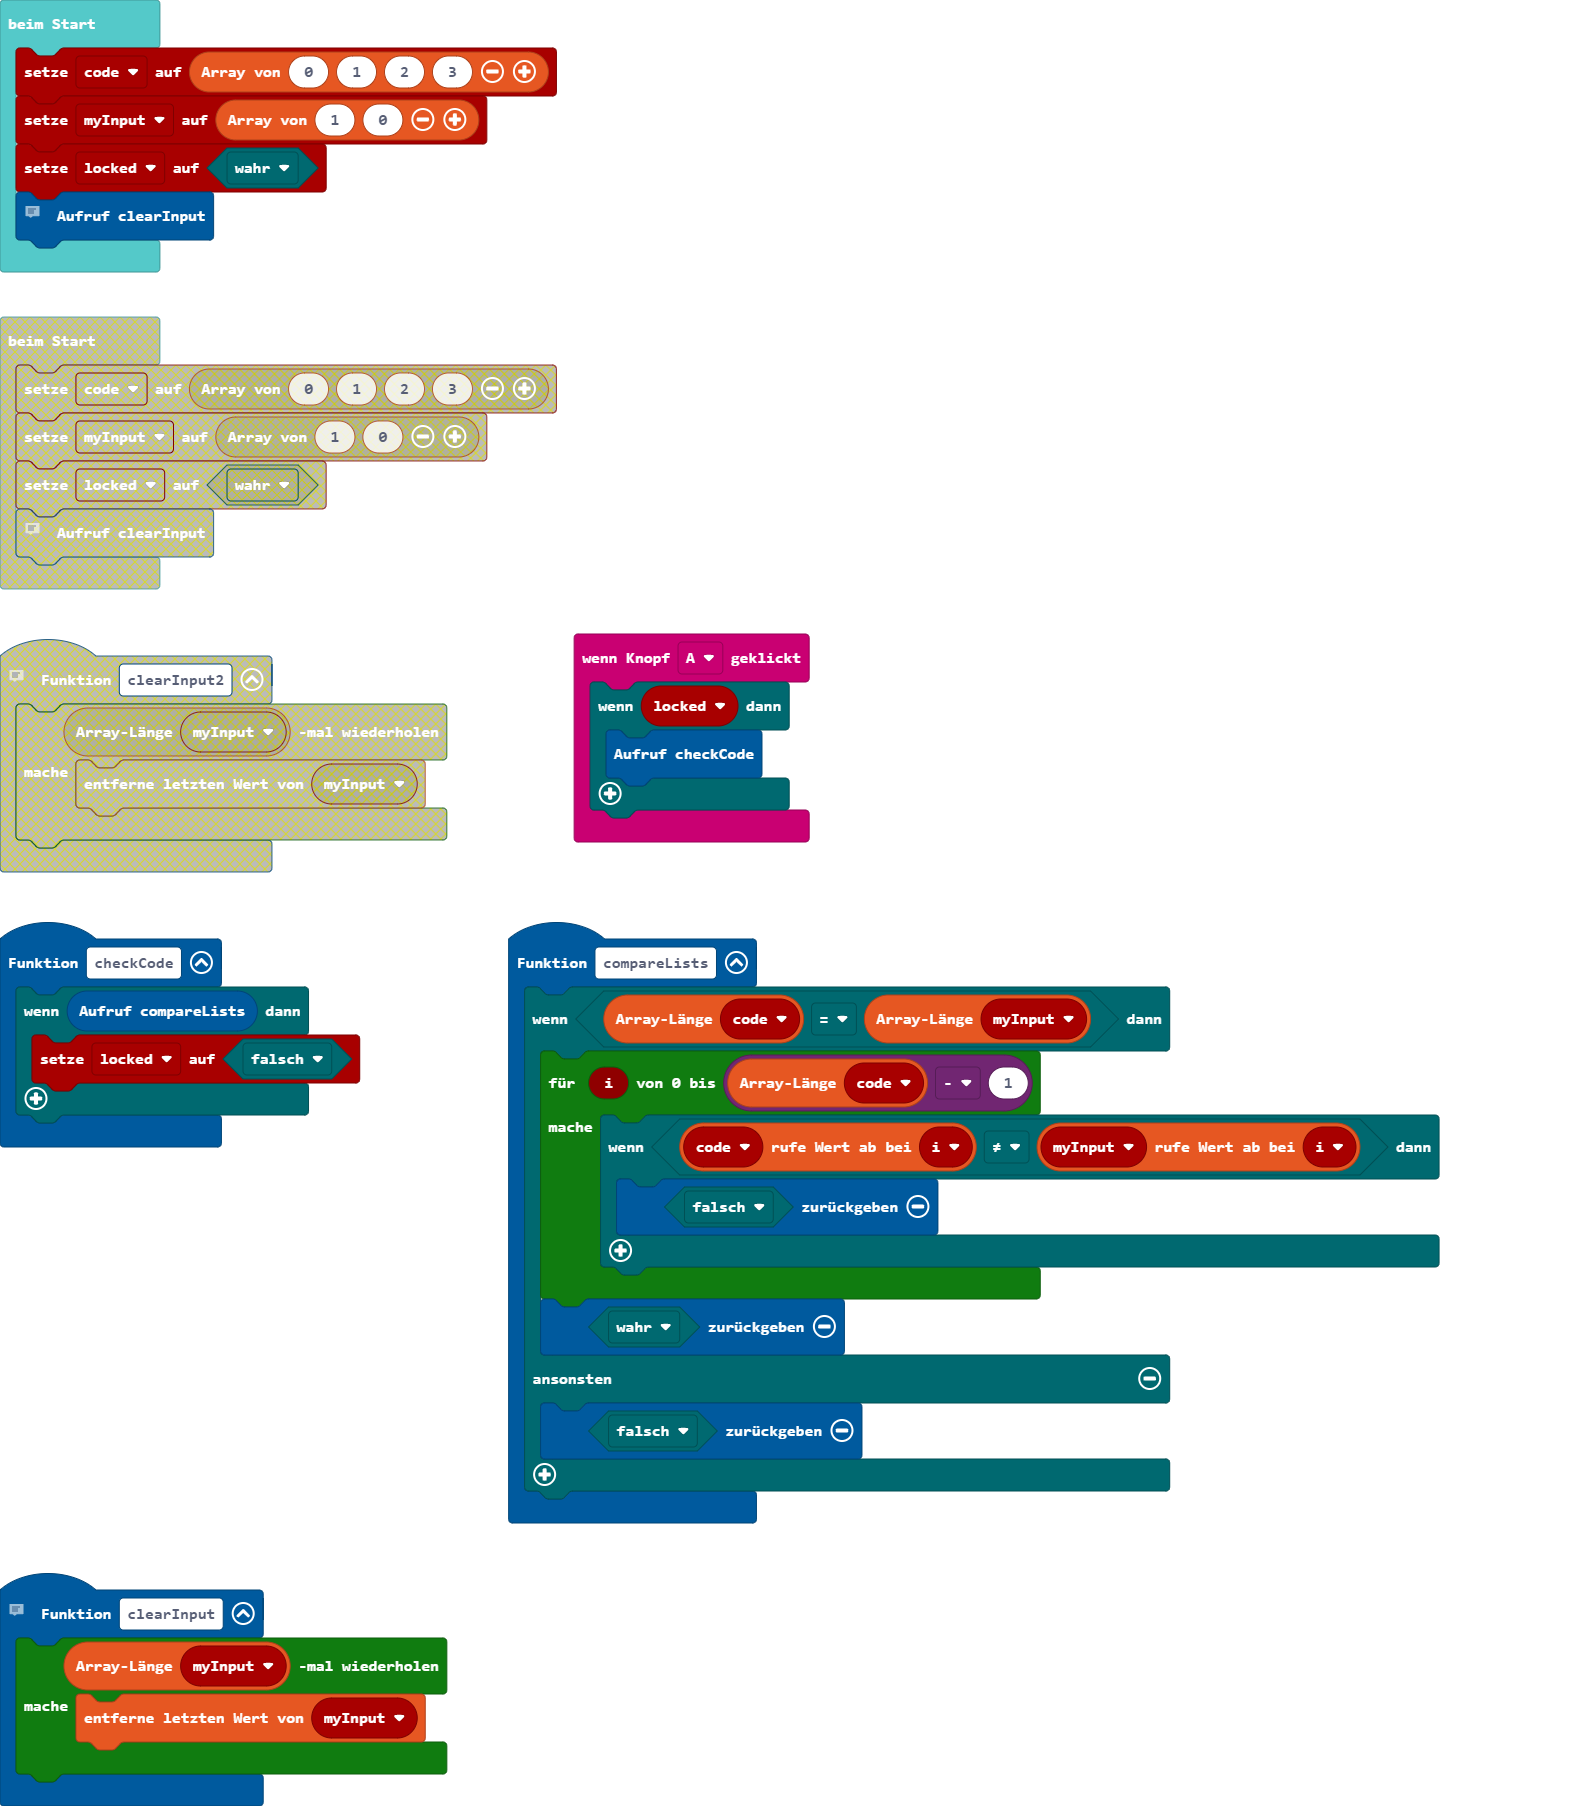 beim Start
setze code auf Array von 0 1 2 3
setze myInput auf Array von 1 0
setze locked auf wahr
Aufruf clearInput
beim Start
setze code auf Array von 0 1 2 3
setze myInput auf Array von 1 0
setze locked auf wahr
Aufruf clearInput
Funktion clearInput2
Array-Länge myInput -mal wiederholen
mache
entferne letzten Wert von myInput
wenn Knopf A geklickt
wenn locked dann
Aufruf checkCode
Funktion checkCode
wenn Aufruf compareLists dann
setze locked auf falsch
Funktion compareLists
wenn Array-Länge code = Array-Länge myInput dann
für i von 0 bis Array-Länge code - 1
mache
wenn code rufe Wert ab bei i ≠ myInput rufe Wert ab bei i dann
falsch zurückgeben
wahr zurückgeben
ansonsten
falsch zurückgeben
Funktion clearInput
Array-Länge myInput -mal wiederholen
mache
entferne letzten Wert von myInput